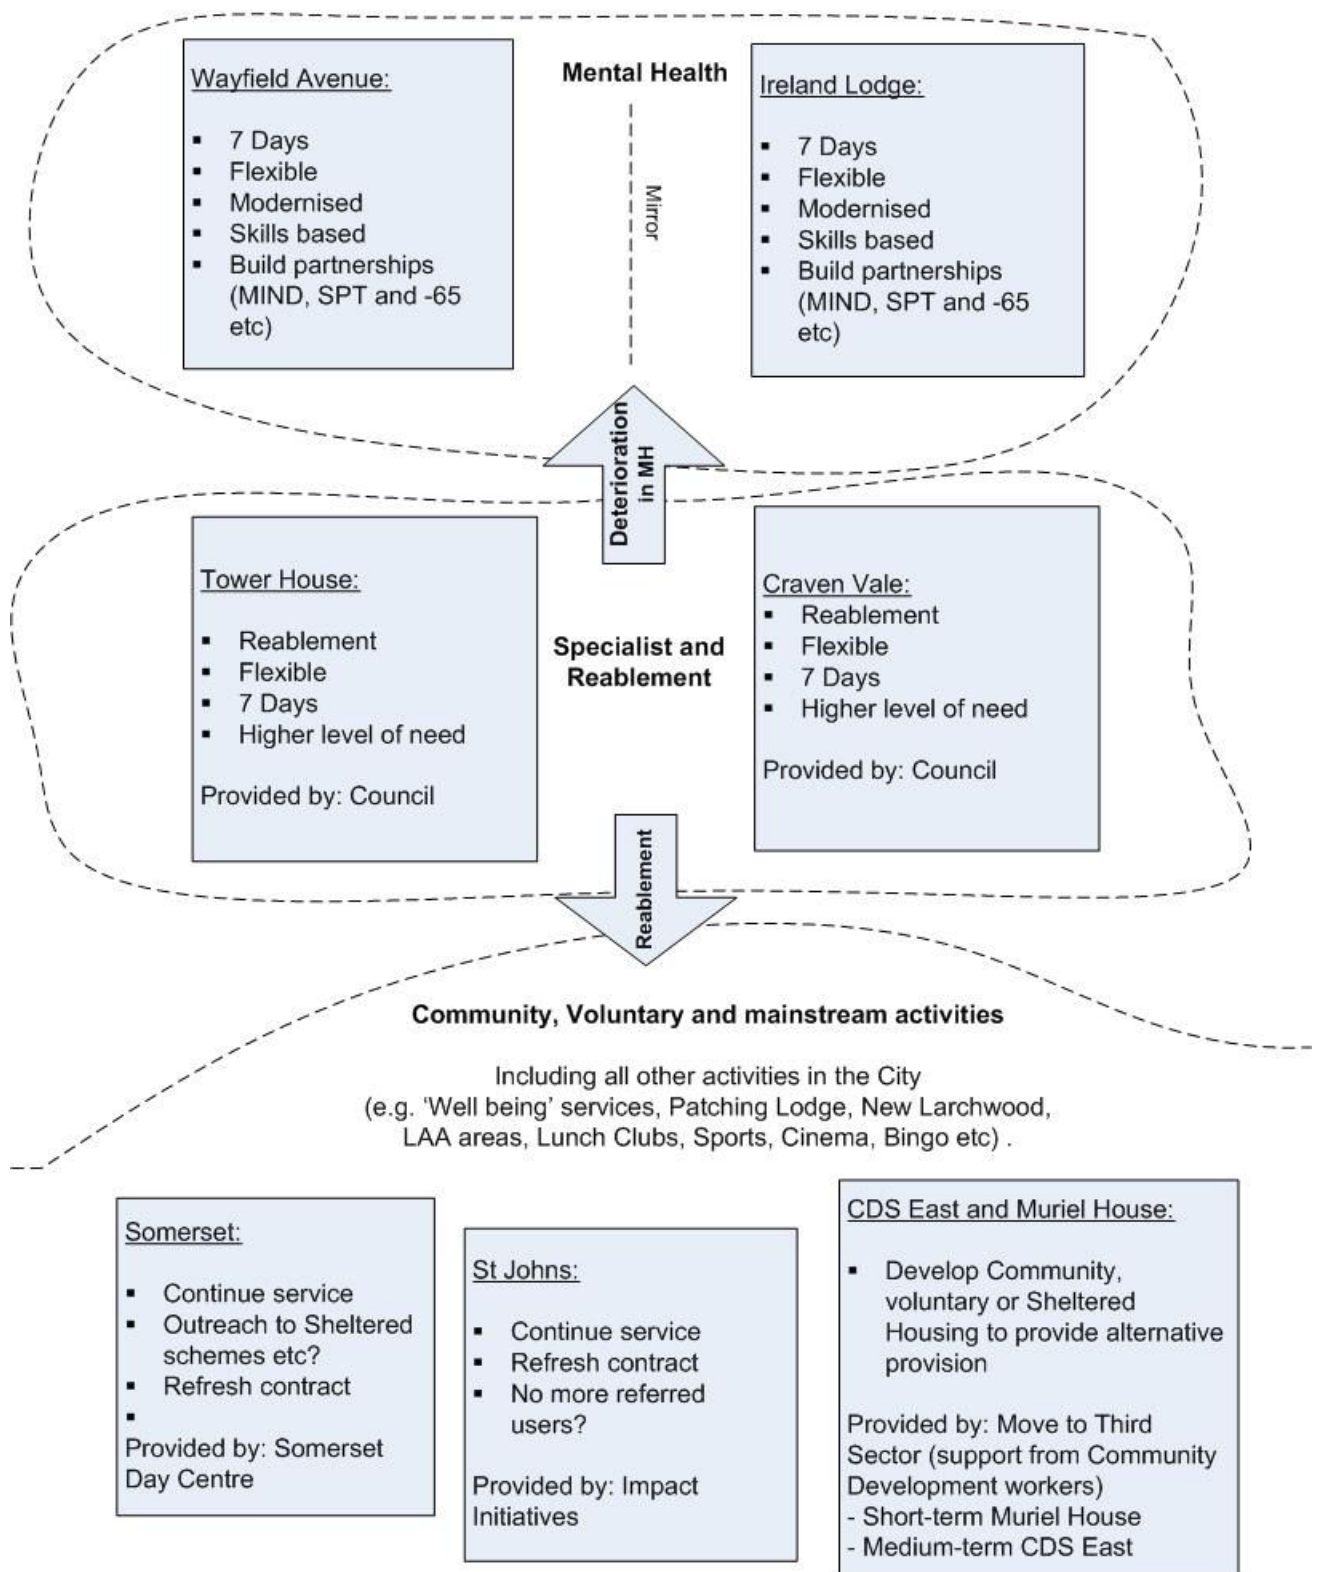 Wayfield Avenue:
▪ 7 Days
▪ Flexible
▪ Modernised
▪ Skills based
▪ Build partnerships
(MIND, SPT and -65
etc)
Mental Health
Mirror
Ireland Lodge:
▪ 7 Days
▪ Flexible
▪ Modernised
▪ Skills based
▪ Build partnerships
(MIND, SPT and -65
etc)
Deterioration
in MH
Tower House:
▪ Reablement
▪ Flexible
▪ 7 Days
▪ Higher level of need
Provided by: Council
Specialist and
Reablement
Craven Vale:
▪ Reablement
▪ Flexible
▪ 7 Days
▪ Higher level of need
Provided by: Council
Reablement
Community, Voluntary and mainstream activities
Including all other activities in the City
(e.g. ‘Well being’ services, Patching Lodge, New Larchwood,
LAA areas, Lunch Clubs, Sports, Cinema, Bingo etc) .
Somerset:
▪ Continue service
▪ Outreach to Sheltered
schemes etc?
▪ Refresh contract
▪
Provided by: Somerset
Day Centre
St Johns:
▪ Continue service
▪ Refresh contract
▪ No more referred
users?
Provided by: Impact
Initiatives
CDS East and Muriel House:
▪ Develop Community,
voluntary or Sheltered
Housing to provide alternative
provision
Provided by: Move to Third
Sector (support from Community
Development workers)
- Short-term Muriel House
- Medium-term CDS East